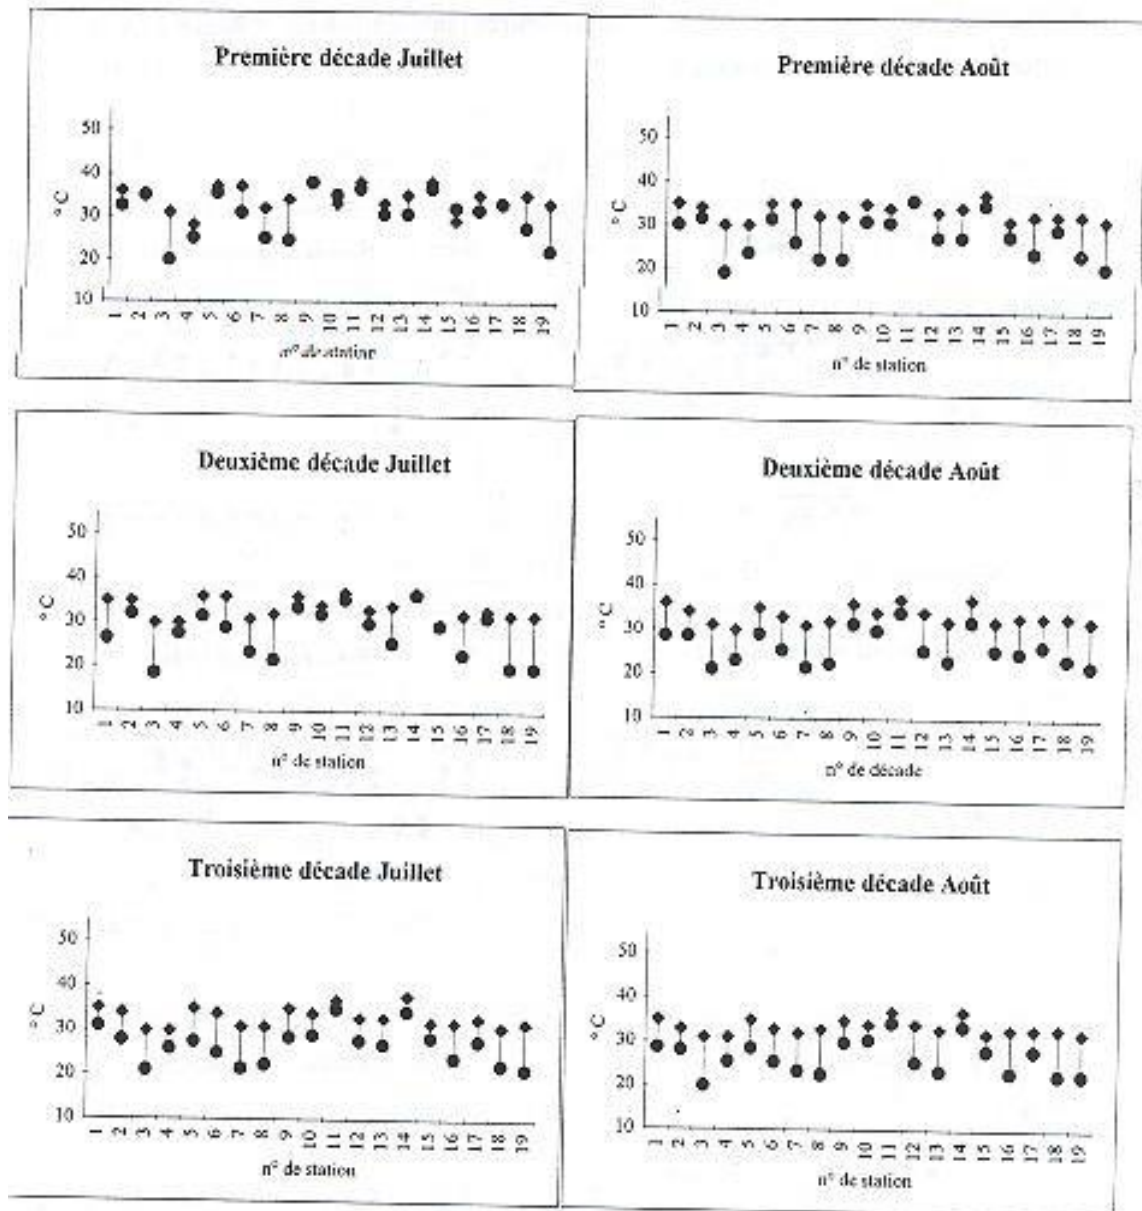 Première décade Juillet
50
40
30
20
10
° C
1 2 3 4 5 6 7 8 9 10 11 12 13 14 15 16 17 18 19
n° de station
Première décade Août
50
40
30
20
10
° C
1 2 3 4 5 6 7 8 9 10 11 12 13 14 15 16 17 18 19
n° de station
Deuxième décade Juillet
50
40
30
20
10
° C
1 2 3 4 5 6 7 8 9 10 11 12 13 14 15 16 17 18 19
n° de station
Deuxième décade Août
50
40
30
20
10
° C
1 2 3 4 5 6 7 8 9 10 11 12 13 14 15 16 17 18 19
n° de décade
Troisième décade Juillet
50
40
30
20
10
° C
1 2 3 4 5 6 7 8 9 10 11 12 13 14 15 16 17 18 19
n° de station
Troisième décade Août
50
40
30
20
10
° C
1 2 3 4 5 6 7 8 9 10 11 12 13 14 15 16 17 18 19
n° de station